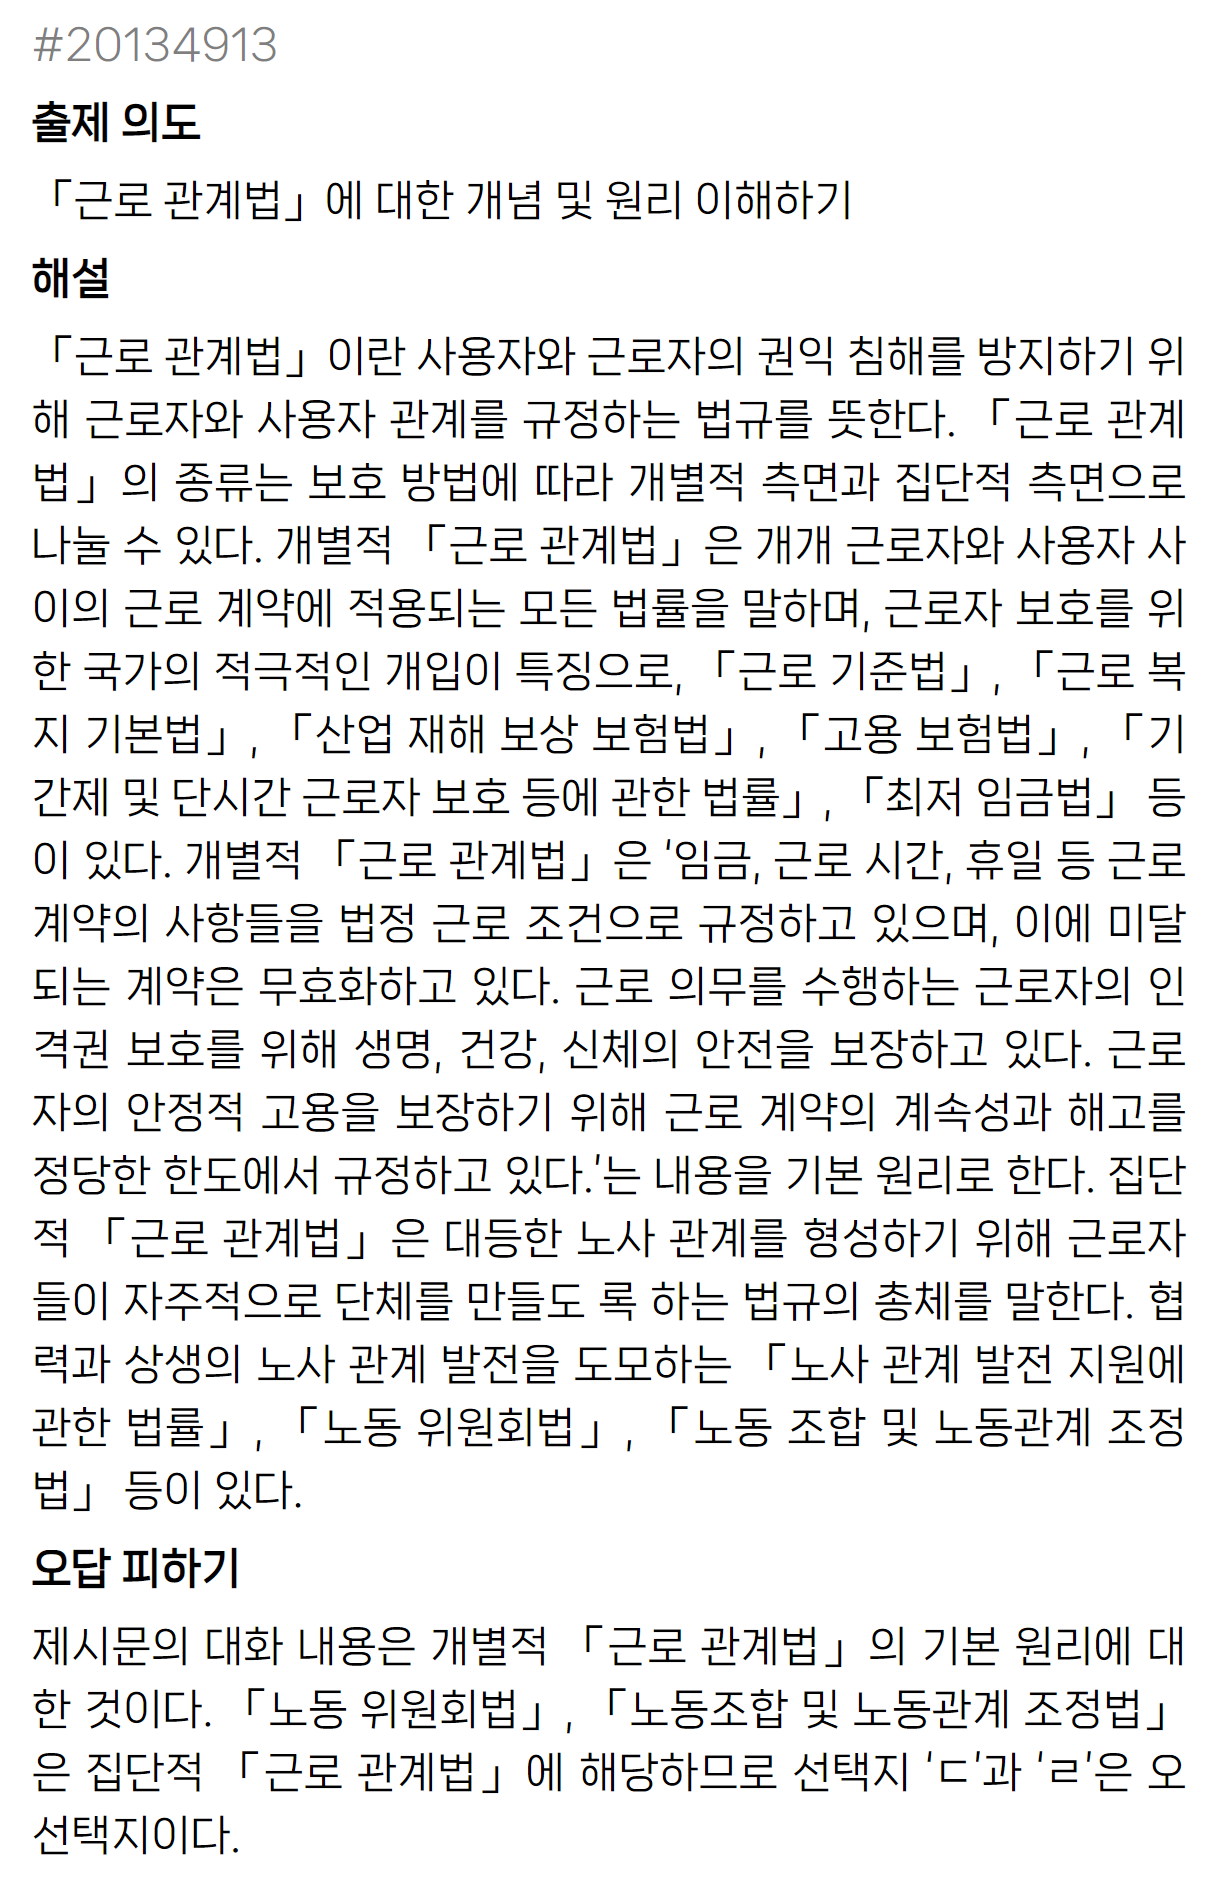 #20134913
출제 의도
「근로 관계법」에 대한 개념 및 원리 이해하기
해설
「근로 관계법」이란 사용자와 근로자의 권익 침해를 방지하기 위
해 근로자와 사용자 관계를 규정하는 법규를 뜻한다. 「근로 관계
법」의 종류는 보호 방법에 따라 개별적 측면과 집단적 측면으로
나눌 수 있다. 개별적 「근로 관계법」은 개개 근로자와 사용자 사
이의 근로 계약에 적용되는 모든 법률을 말하며, 근로자 보호를 위
한 국가의 적극적인 개입이 특징으로, 「근로 기준법」, 「근로 복
지 기본법」, 「산업 재해 보상 보험법」, 「고용 보험법」, 「기
간제 및 단시간 근로자 보호 등에 관한 법률」, 「최저 임금법」 등
이 있다. 개별적 「근로 관계법」은 '임금, 근로 시간, 휴일 등 근로
계약의 사항들을 법정 근로 조건으로 규정하고 있으며, 이에 미달
되는 계약은 무효화하고 있다. 근로 의무를 수행하는 근로자의 인
격권 보호를 위해 생명, 건강, 신체의 안전을 보장하고 있다. 근로
자의 안정적 고용을 보장하기 위해 근로 계약의 계속성과 해고를
정당한 한도에서 규정하고 있다.'는 내용을 기본 원리로 한다. 집단
적 「근로 관계법」은 대등한 노사 관계를 형성하기 위해 근로자
들이 자주적으로 단체를 만들도 록 하는 법규의 총체를 말한다. 협
력과 상생의 노사 관계 발전을 도모하는 「노사 관계 발전 지원에
관한 법률」, 「노동 위원회법」, 「노동 조합 및 노동관계 조정
법」 등이 있다.
오답 피하기
제시문의 대화 내용은 개별적 「근로 관계법」의 기본 원리에 대
한 것이다. 「노동 위원회법」, 「노동조합 및 노동관계 조정법」
은 집단적 「근로 관계법」에 해당하므로 선택지 'ㄷ'과 'ㄹ'은 오
선택지이다.